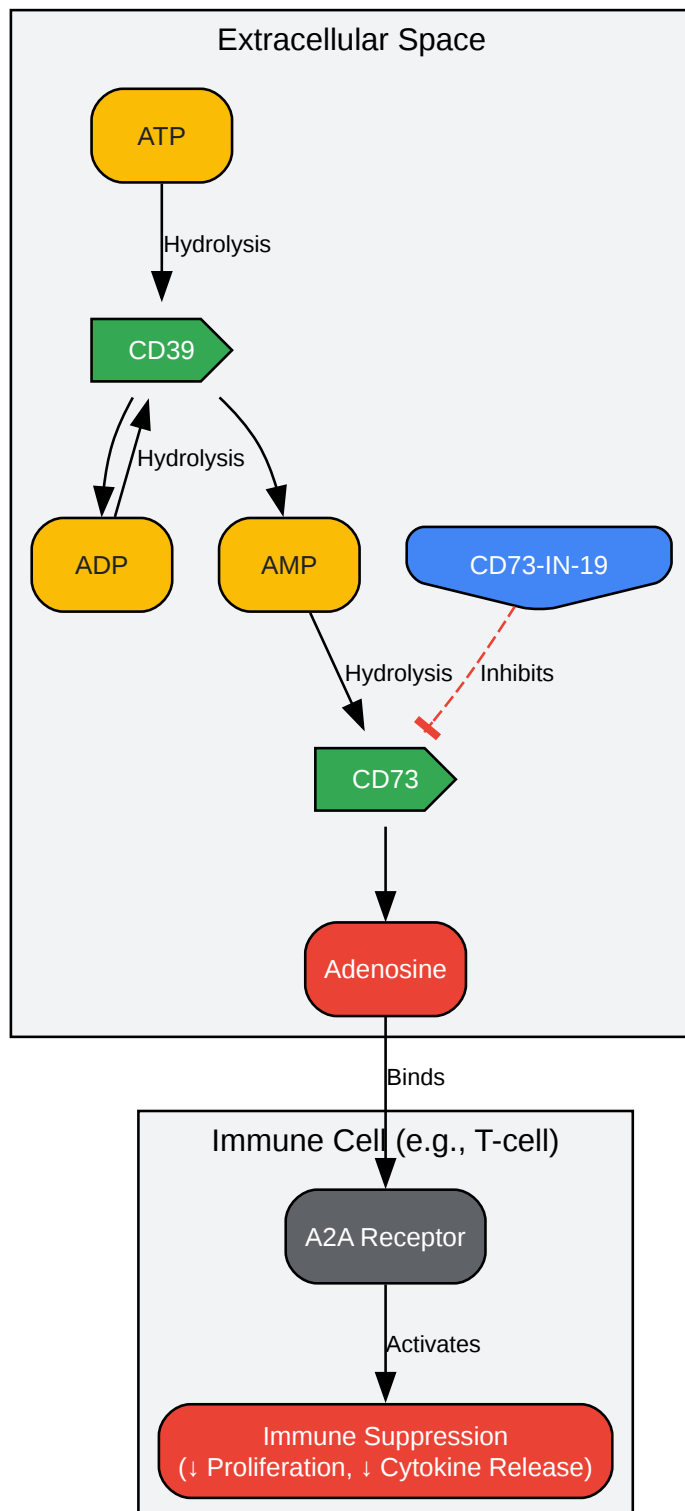 Extracellular Space
ATP
Hydrolysis
CD39
Hydrolysis
ADP
AMP
CD73-IN-19
Hydrolysis
Inhibits
CD73
Adenosine
Binds
Immune Cell (e.g., T-cell)
A2A Receptor
Activates
Immune Suppression
(↓ Proliferation, ↓ Cytokine Release)